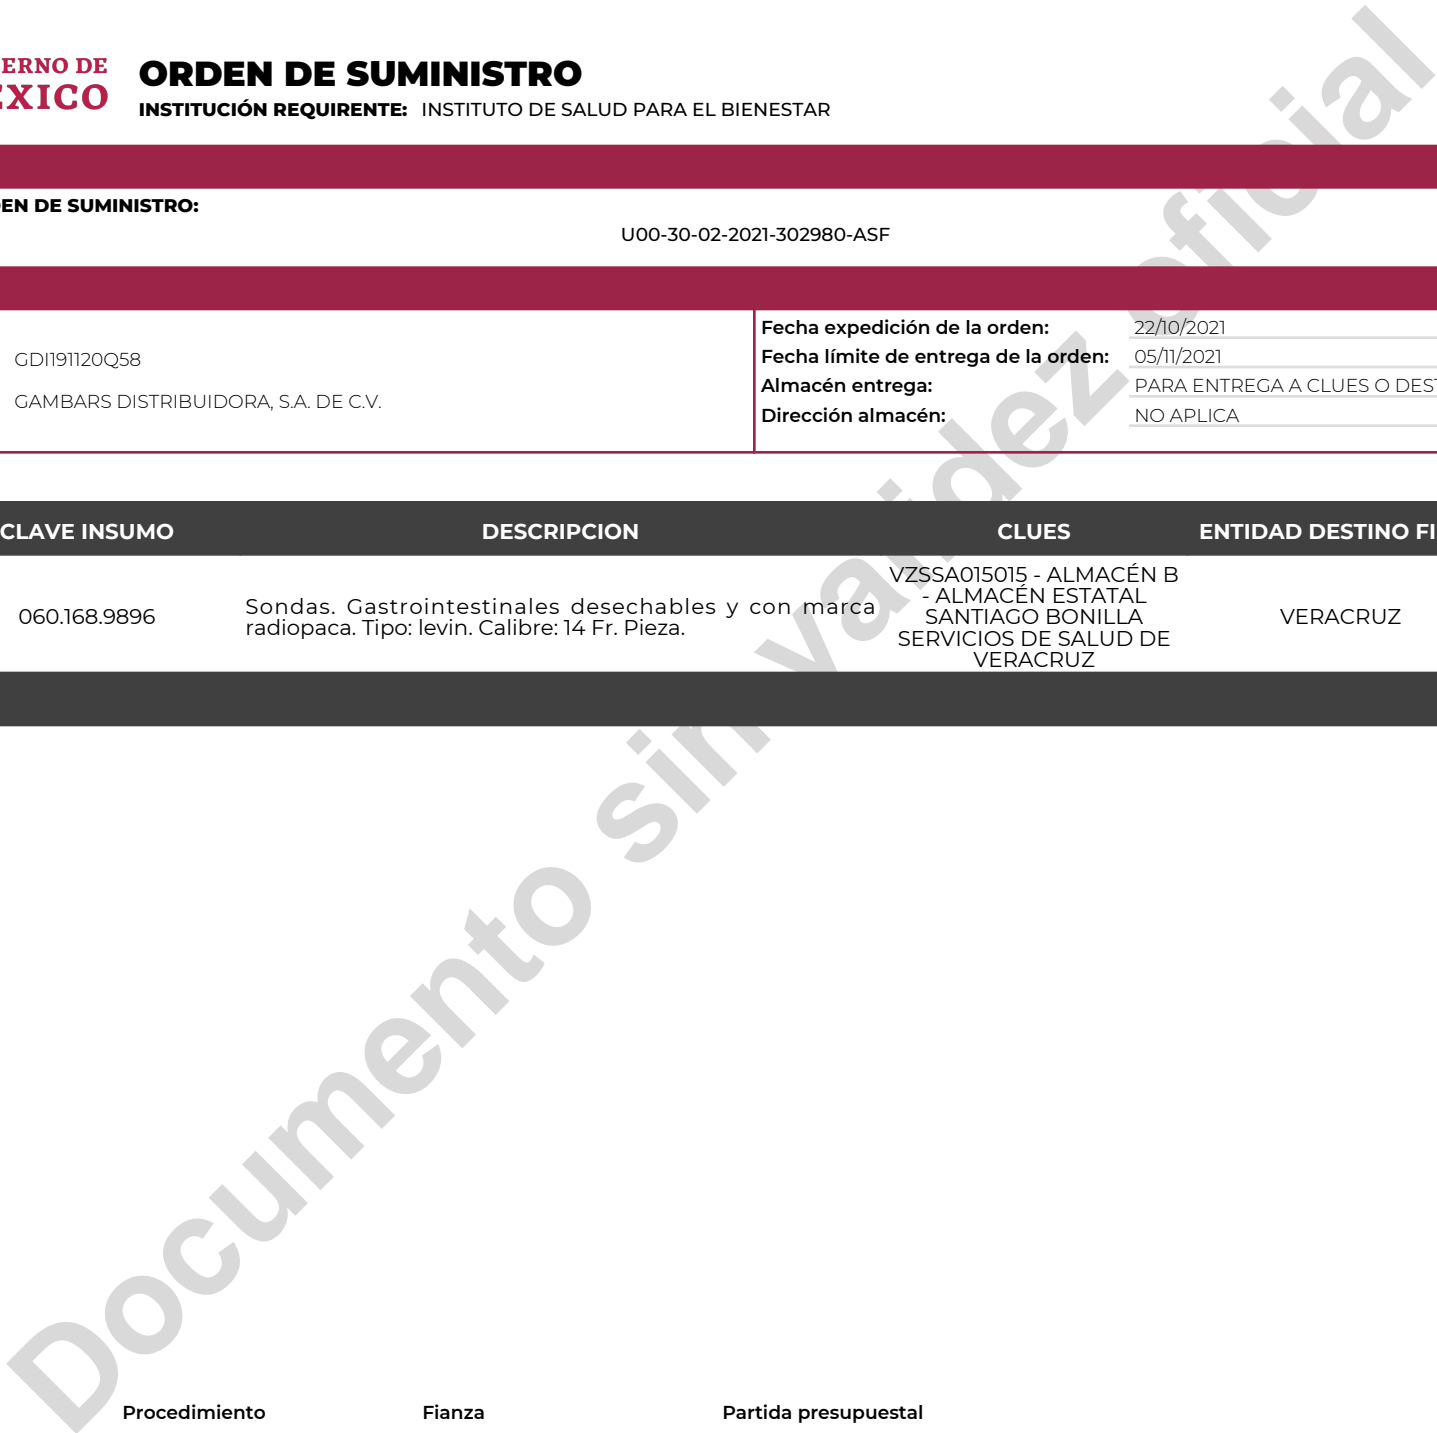 ERNO DE
EXICO
ORDEN DE SUMINISTRO
INSTITUCIÓN REQUIRENTE: INSTITUTO DE SALUD PARA EL BIENESTAR
EN DE SUMINISTRO:
U00-30-02-2021-302980-ASF
GDI191120Q58
GAMBARS DISTRIBUIDORA, S.A. DE C.V.
Fecha expedición de la orden: 22/10/2021
Fecha límite de entrega de la orden: 05/11/2021
Almacén entrega: PARA ENTREGA A CLUES O DEST
Dirección almacén: NO APLICA
CLAVE INSUMO DESCRIPCION CLUES ENTIDAD DESTINO FI
060.168.9896
Sondas. Gastrointestinales desechables y con marca
radiopaca. Tipo: levin. Calibre: 14 Fr. Pieza.
VZSSA015015 - ALMACÉN B
- ALMACÉN ESTATAL
SANTIAGO BONILLA
SERVICIOS DE SALUD DE
VERACRUZ
VERACRUZ
Documento sin validez oficial
Procedimiento Fianza Partida presupuestal